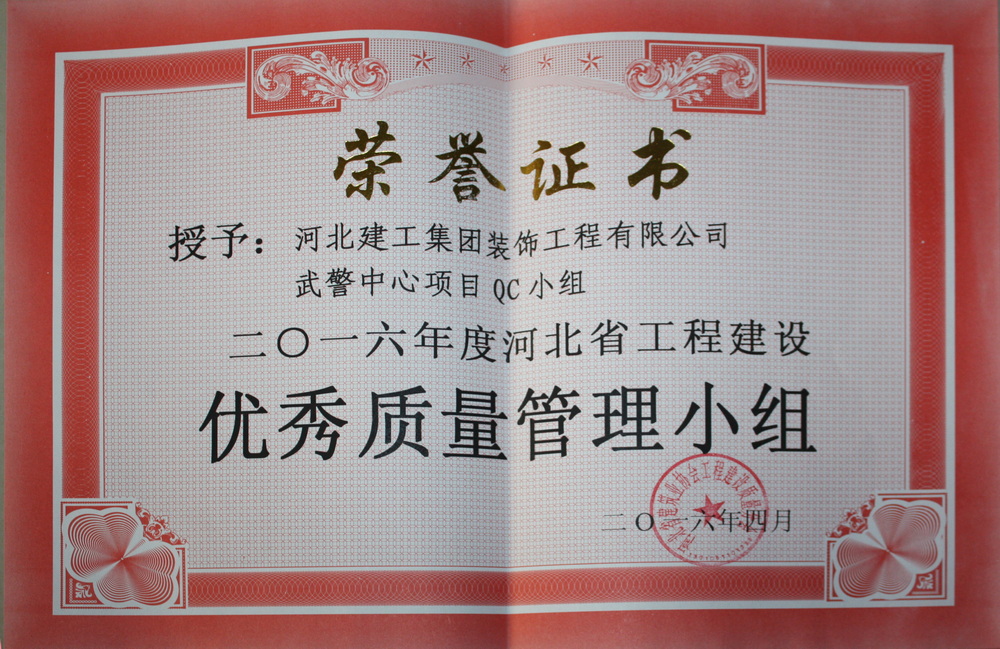 荣誉证书
授予：河北建工集团装饰工程有限公司
武警中心项目QC小组
二〇一六年度河北省工程建设
优秀质量管理小组
二〇一六年四月